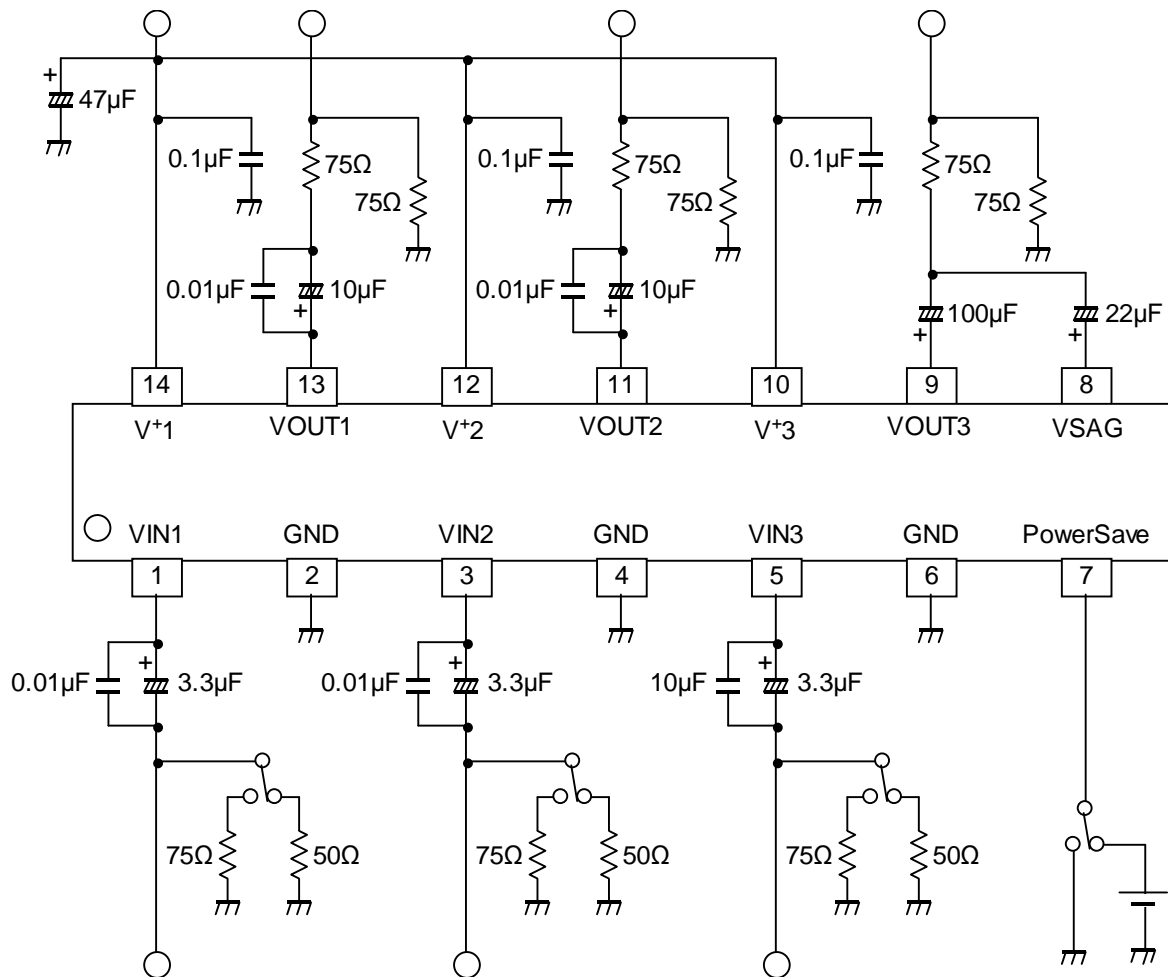 +
47µF
0.1µF
75Ω
75Ω
0.1µF
75Ω
75Ω
0.1µF
75Ω
75Ω
0.01µF
10µF
+
0.01µF
10µF
+
100µF
+
22µF
+
14
13
12
11
10
9
8
V+1
VOUT1
V+2
VOUT2
V+3
VOUT3
VSAG
VIN1
GND
VIN2
GND
VIN3
GND
PowerSave
1
2
3
4
5
6
7
0.01µF
+
3.3µF
0.01µF
+
3.3µF
10µF
+
3.3µF
75Ω
50Ω
75Ω
50Ω
75Ω
50Ω